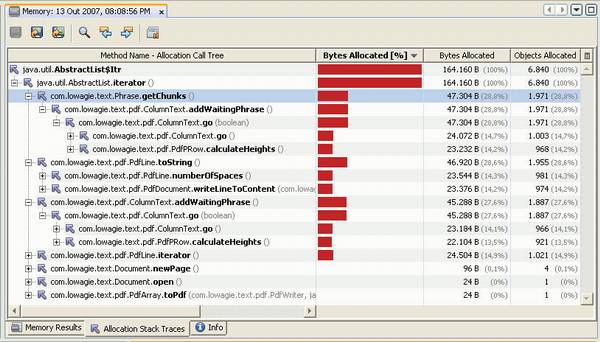 Memory: 13 Out 2007, 08:08:56 PM
Method Name - Allocation Call Tree Bytes Allocated [%] Bytes Allocated Objects Allocated
java.util.AbstractList$Itr 164.160 B (100%) 6.840 (100%)
java.util.AbstractList.iterator () 164.160 B (100%) 6.840 (100%)
com.lowagie.text.Phrase.getChunks () 47.304 B (28,8%) 1.971 (28,8%)
com.lowagie.text.pdf.ColumnText.addWaitingPhrase () 47.304 B (28,8%) 1.971 (28,8%)
com.lowagie.text.pdf.ColumnText.go (boolean) 47.304 B (28,8%) 1.971 (28,8%)
com.lowagie.text.pdf.ColumnText.go () 24.072 B (14,7%) 1.003 (14,7%)
com.lowagie.text.pdf.PdfPRow.calculateHeights () 23.232 B (14,2%) 968 (14,2%)
com.lowagie.text.pdf.PdfLine.toString () 46.920 B (28,6%) 1.955 (28,6%)
com.lowagie.text.pdf.PdfLine.numberOfSpaces () 23.544 B (14,3%) 981 (14,3%)
com.lowagie.text.pdf.PdfDocument.writeLineToContent (com.lowag 23.376 B (14,2%) 974 (14,2%)
com.lowagie.text.pdf.ColumnText.addWaitingPhrase () 45.288 B (27,6%) 1.887 (27,6%)
com.lowagie.text.pdf.ColumnText.go (boolean) 45.288 B (27,6%) 1.887 (27,6%)
com.lowagie.text.pdf.ColumnText.go () 23.184 B (14,1%) 966 (14,1%)
com.lowagie.text.pdf.PdfPRow.calculateHeights () 22.104 B (13,5%) 921 (13,5%)
com.lowagie.text.pdf.PdfLine.iterator () 24.504 B (14,9%) 1.021 (14,9%)
com.lowagie.text.Document.newPage () 96 B (0,1%) 4 (0,1%)
com.lowagie.text.Document.open () 24 B (0%) 1 (0%)
com.lowagie.text.pdf.PdfArray.toPdf (com.lowagie.text.pdf.PdfWriter, ja 24 B (0%) 1 (0%)
Memory Results Allocation Stack Traces Info